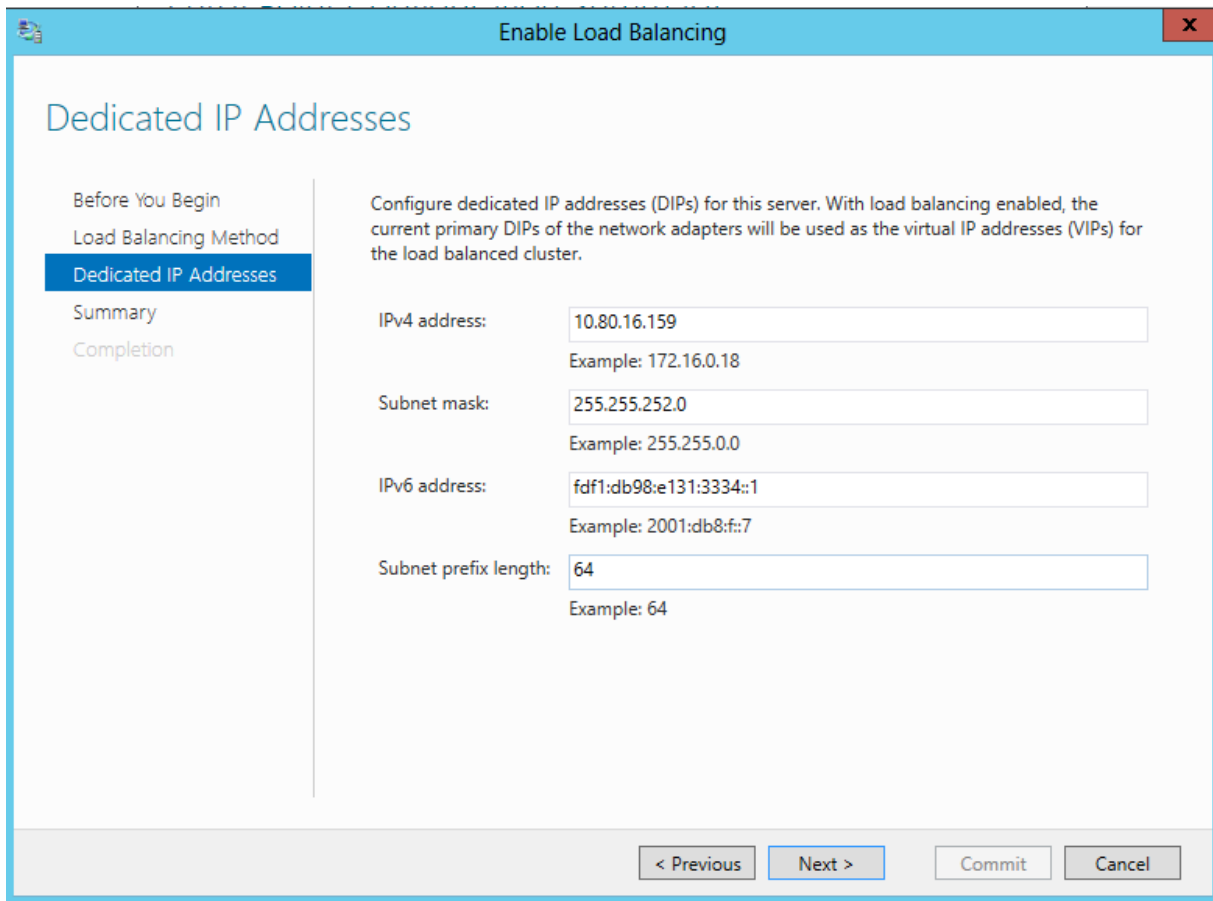 Enable Load Balancing
x
Dedicated IP Addresses
Before You Begin
Load Balancing Method
Dedicated IP Addresses
Summary
Completion
Configure dedicated IP addresses (DIPs) for this server. With load balancing enabled, the
current primary DIPs of the network adapters will be used as the virtual IP addresses (VIPs) for
the load balanced cluster.
IPv4 address: 10.80.16.159
Example: 172.16.0.18
Subnet mask: 255.255.252.0
Example: 255.255.0.0
IPv6 address: fdf1:db98:e131:3334::1
Example: 2001:db8:f::7
Subnet prefix length: 64
Example: 64
< Previous Next > Commit Cancel